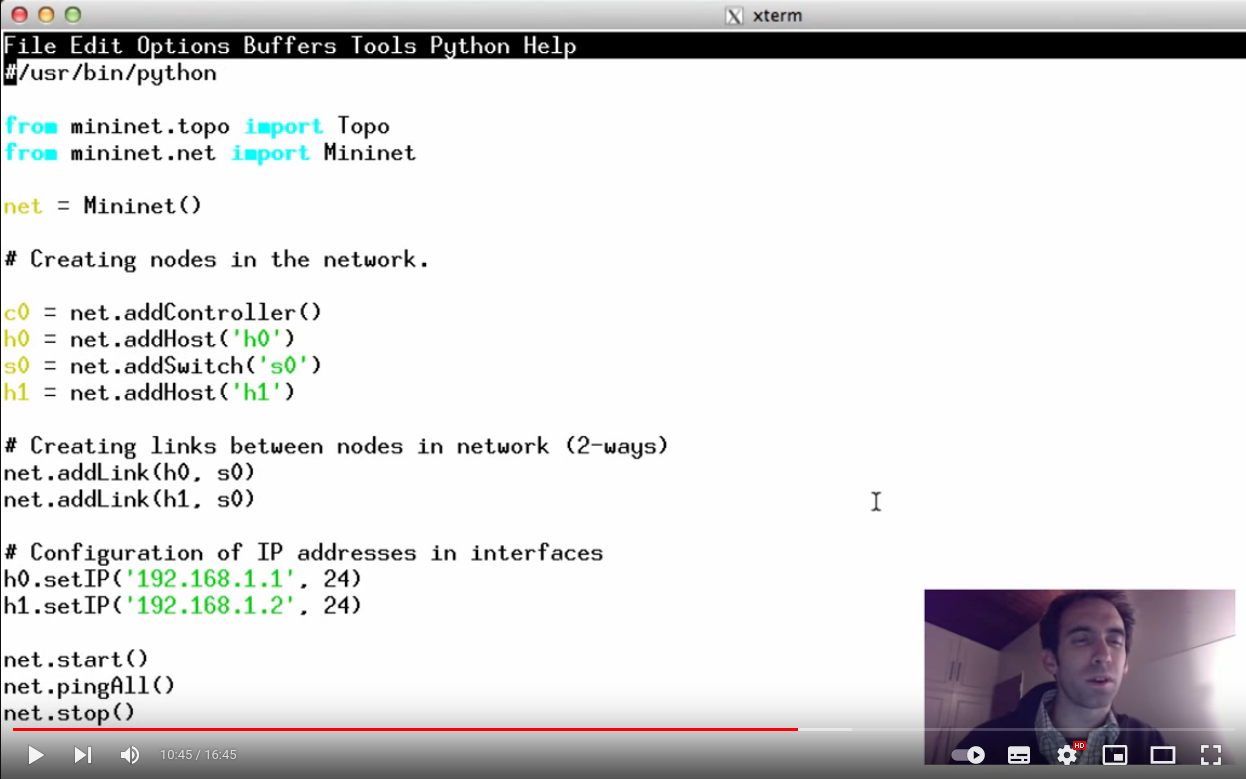 xterm
File Edit Options Buffers Tools Python Help
#/usr/bin/python
from mininet.topo import Topo
from mininet.net import Mininet
net = Mininet()
# Creating nodes in the network.
c0 = net.addController()
h0 = net.addHost('h0')
s0 = net.addSwitch('s0')
h1 = net.addHost('h1')
# Creating links between nodes in network (2-ways)
net.addLink(h0, s0)
net.addLink(h1, s0)
# Configuration of IP addresses in interfaces
h0.setIP('192.168.1.1', 24)
h1.setIP('192.168.1.2', 24)
net.start()
net.pingAll()
net.stop()
10:45 / 16:45
HD